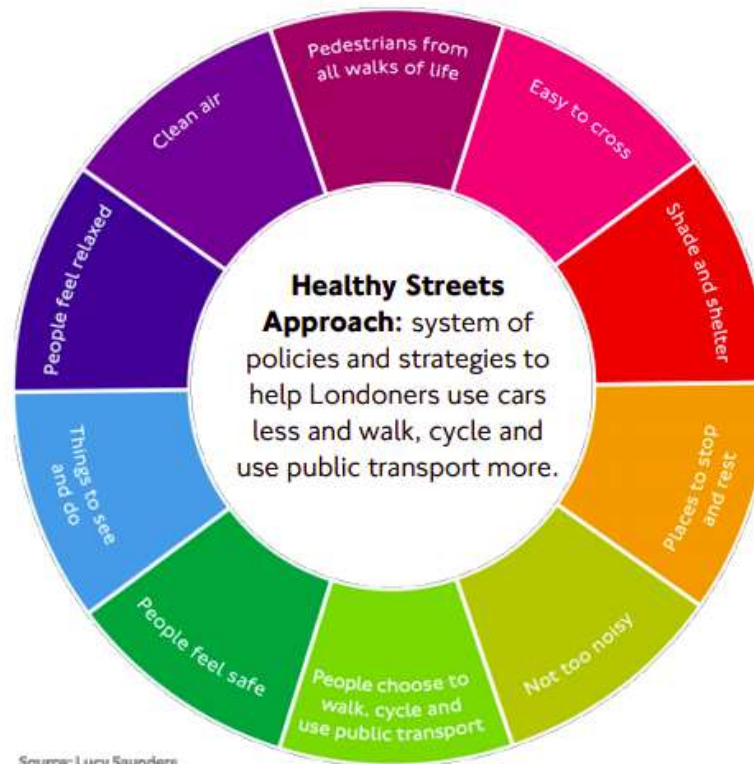 Pedestrians from
all walks of life
Easy to cross
Shade and shelter
Places to stop
and rest
Not too noisy
People choose to
walk, cycle and
use public transport
People feel safe
Things to see
and do
People feel relaxed
Clean air
Healthy Streets
Approach: system of
policies and strategies to
help Londoners use cars
less and walk, cycle and
use public transport more.
Source: Lucy Saunders